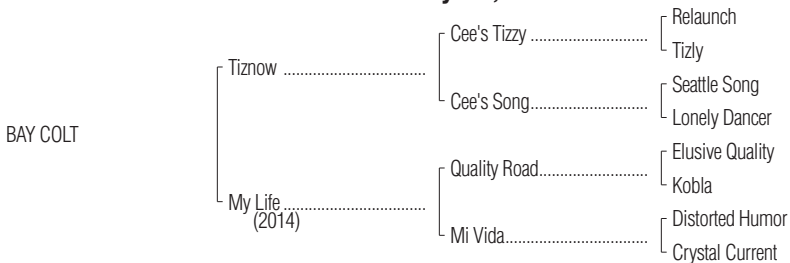 Relaunch
Cee's Tizzy
Tizly
Tiznow
Seattle Song
Cee's Song
Lonely Dancer
BAY COLT
Elusive Quality
Quality Road
Kobla
My Life
(2014)
Distorted Humor
Mi Vida
Crystal Current